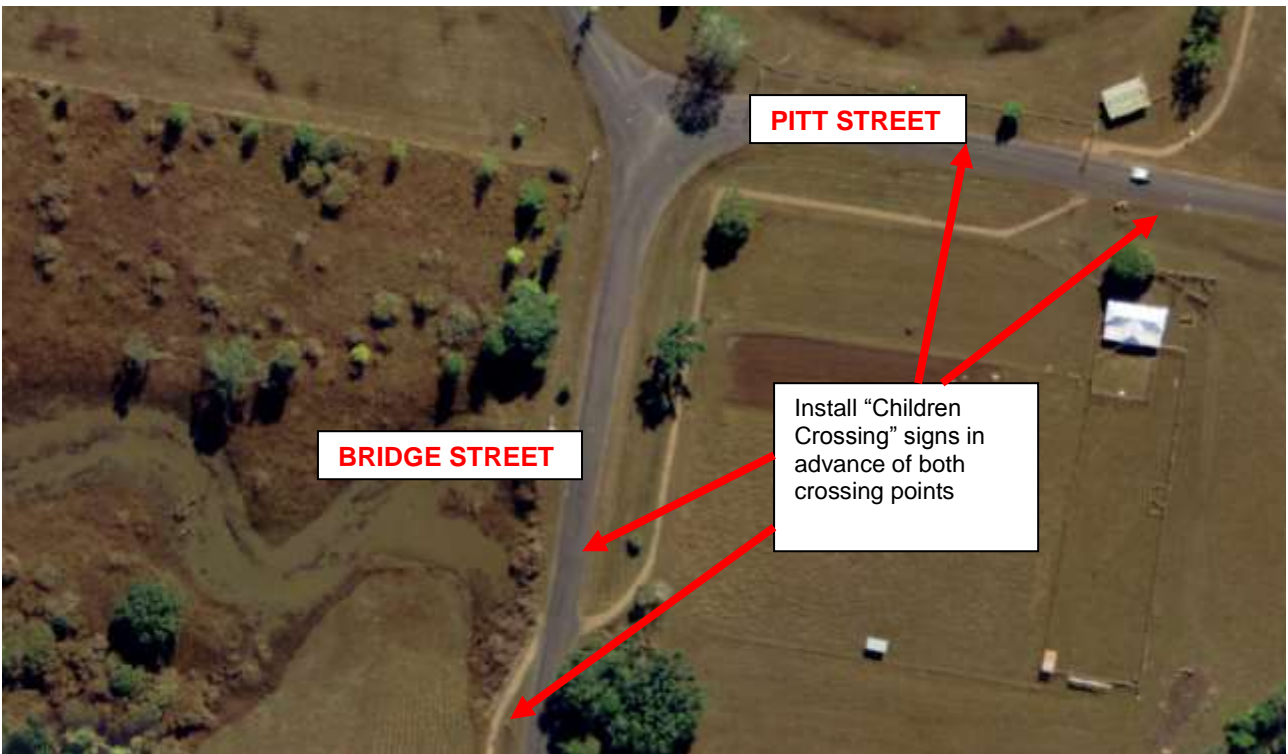 PITT STREET
BRIDGE STREET
Install “Children
Crossing” signs in
advance of both
crossing points